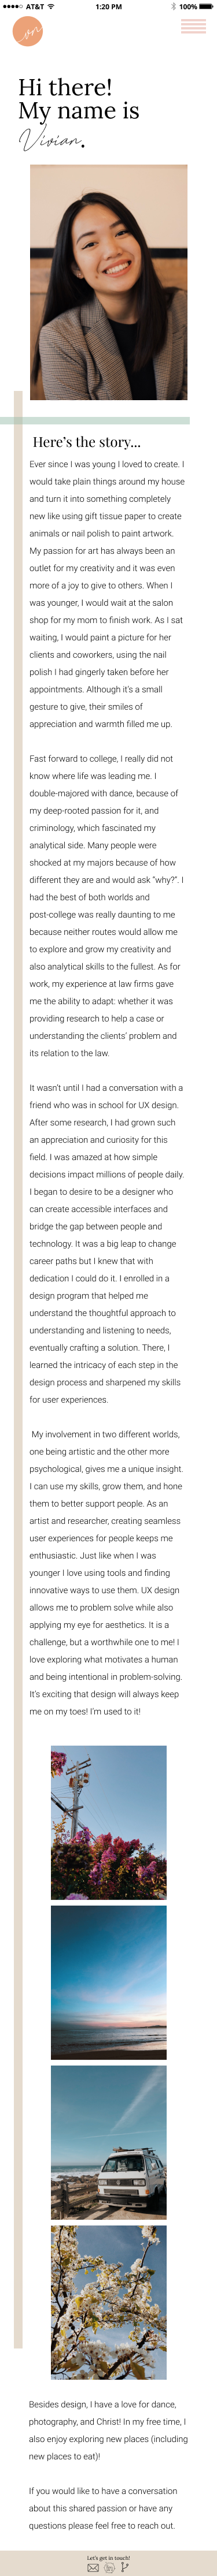 AT&T
1:20 PM
100%
vn
Hi there!
My name is
Vivian.
Here's the story...
Ever since I was young I loved to create. I
would take plain things around my house
and turn it into something completely
new like using gift tissue paper to create
animals or nail polish to paint artwork.
My passion for art has always been an
outlet for my creativity and it was even
more of a joy to give to others. When I
was younger, I would wait at the salon
shop for my mom to finish work. As I sat
waiting, I would paint a picture for her
clients and coworkers, using the nail
polish I had gingerly taken before her
appointments. Although it's a small
gesture to give, their smiles of
appreciation and warmth filled me up.
Fast forward to college, I really did not
know where life was leading me. I
double-majored with dance, because of
my deep-rooted passion for it, and
criminology, which fascinated my
analytical side. Many people were
shocked at my majors because of how
different they are and would ask "why?". I
had the best of both worlds and
post-college was really daunting to me
because neither routes would allow me
to explore and grow my creativity and
also analytical skills to the fullest. As for
work, my experience at law firms gave
me the ability to adapt: whether it was
providing research to help a case or
understanding the clients' problem and
its relation to the law.
It wasn't until I had a conversation with a
friend who was in school for UX design.
After some research, I had grown such
an appreciation and curiosity for this
field. I was amazed at how simple
decisions impact millions of people daily.
I began to desire to be a designer who
can create accessible interfaces and
bridge the gap between people and
technology. It was a big leap to change
career paths but I knew that with
dedication I could do it. I enrolled in a
design program that helped me
understand the thoughtful approach to
understanding and listening to needs,
eventually crafting a solution. There, I
learned the intricacy of each step in the
design process and sharpened my skills
for user experiences.
My involvement in two different worlds,
one being artistic and the other more
psychological, gives me a unique insight.
I can use my skills, grow them, and hone
them to better support people. As an
artist and researcher, creating seamless
user experiences for people keeps me
enthusiastic. Just like when I was
younger I love using tools and finding
innovative ways to use them. UX design
allows me to problem solve while also
applying my eye for aesthetics. It is a
challenge, but a worthwhile one to me! I
love exploring what motivates a human
and being intentional in problem-solving.
It's exciting that design will always keep
me on my toes! I'm used to it!
Besides design, I have a love for dance,
photography, and Christ! In my free time, I
also enjoy exploring new places (including
new places to eat)!
If you would like to have a conversation
about this shared passion or have any
questions please feel free to reach out.
Let's get in touch!
in